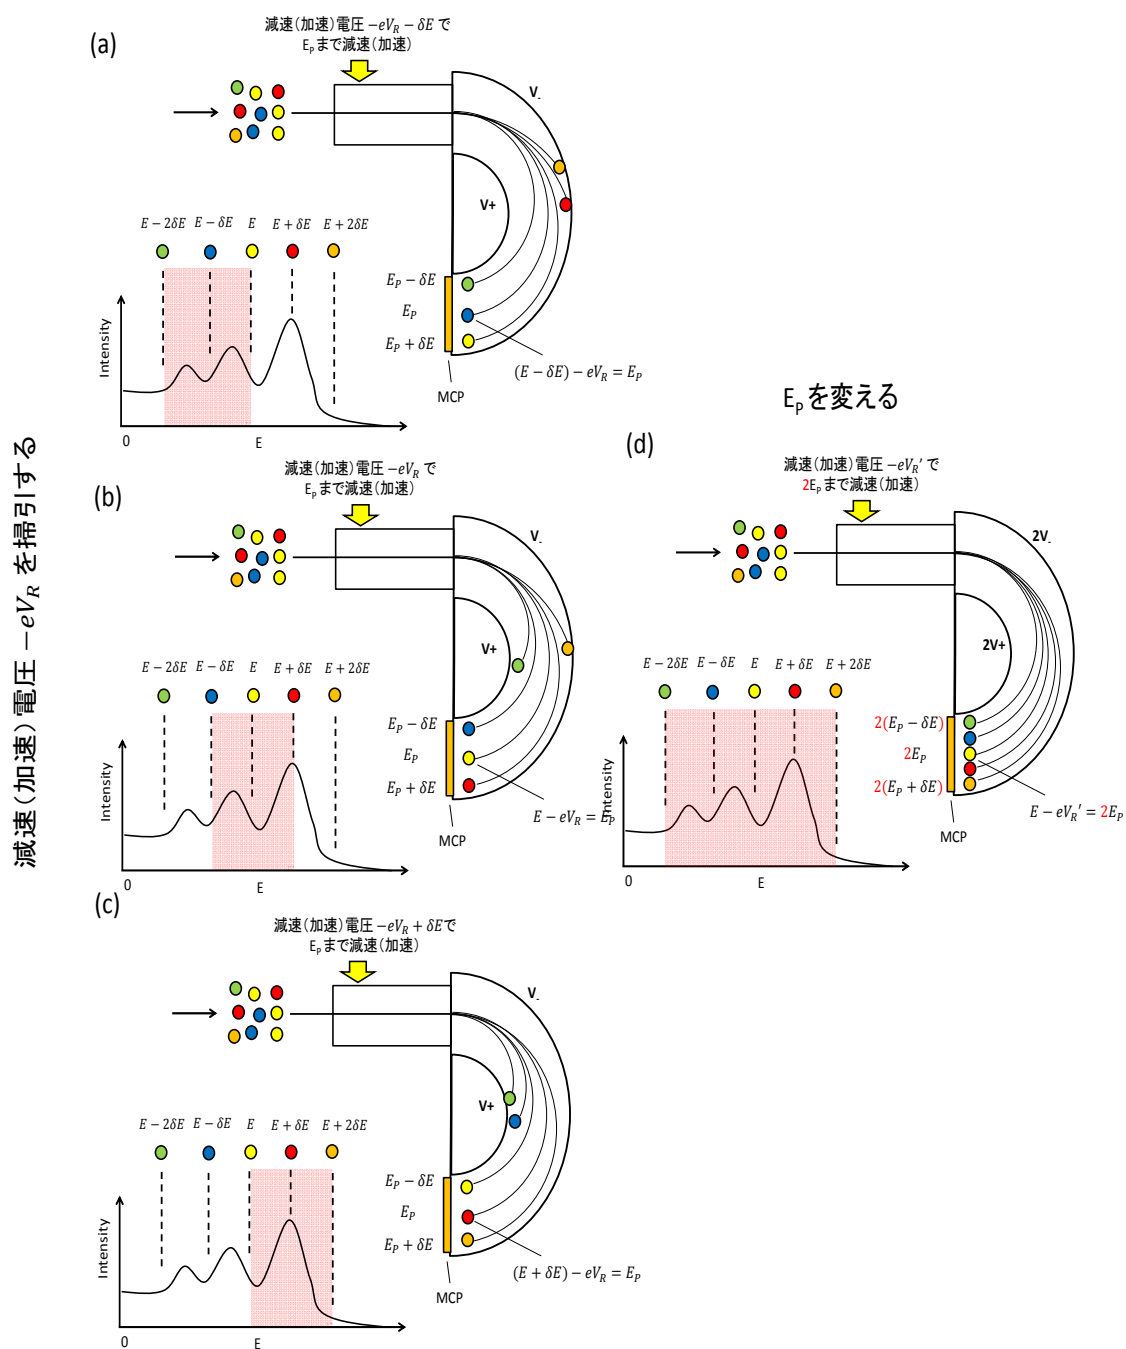 (a)
減速(加速)電圧 −eV_R − δE で
E_P まで減速(加速)
V_-
V+
E − 2δE E − δE E E + δE E + 2δE
E_P − δE
E_P
E_P + δE
(E − δE) − eV_R = E_P
MCP
Intensity
0
E
減速(加速)電圧 −eV_R を掃引する
(b)
減速(加速)電圧 −eV_R で
E_P まで減速(加速)
V_-
V+
E − 2δE E − δE E E + δE E + 2δE
E_P − δE
E_P
E_P + δE
E − eV_R = E_P
MCP
Intensity
0
E
(c)
減速(加速)電圧 −eV_R + δE で
E_P まで減速(加速)
V_-
V+
E − 2δE E − δE E E + δE E + 2δE
E_P − δE
E_P
E_P + δE
(E + δE) − eV_R = E_P
MCP
Intensity
0
E
E_P を変える
(d)
減速(加速)電圧 −eV_R' で
2E_P まで減速(加速)
2V_-
2V+
E − 2δE E − δE E E + δE E + 2δE
2(E_P − δE)
2E_P
2(E_P + δE)
E − eV_R' = 2E_P
MCP
Intensity
0
E